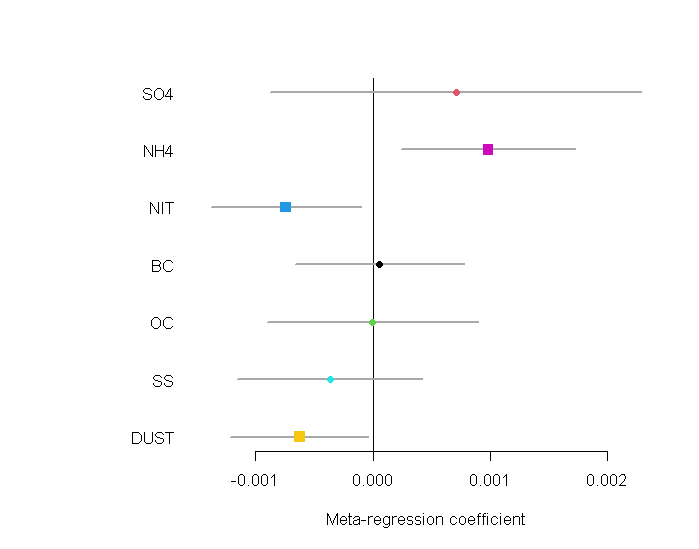 SO4
NH4
NIT
BC
OC
SS
DUST
-0.001 0.000 0.001 0.002
Meta-regression coefficient